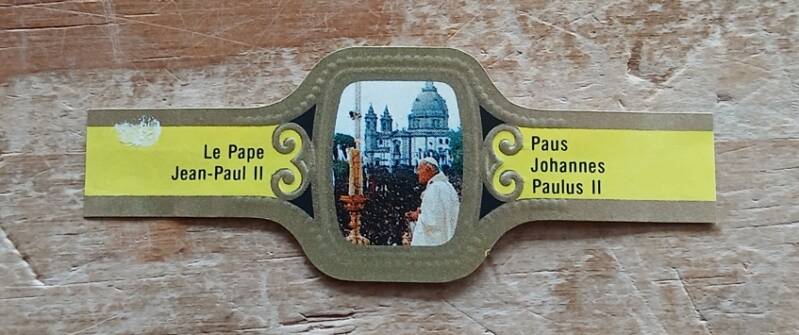 Le Pape
Jean-Paul II
Paus
Johannes
Paulus II